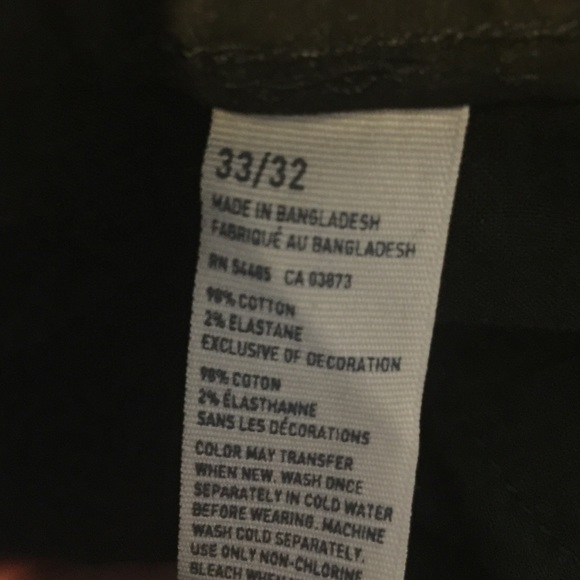 33/32
MADE IN BANGLADESH
FABRIQUÉ AU BANGLADESH
RN 54485 CA 03873
98% COTTON
2% ELASTANE
EXCLUSIVE OF DECORATION
98% COTON
2% ÉLASTHANNE
SANS LES DÉCORATIONS
COLOR MAY TRANSFER
WHEN NEW. WASH ONCE
SEPARATELY IN COLD WATER
BEFORE WEARING. MACHINE
WASH COLD SEPARATELY.
USE ONLY NON-CHLORINE
BLEACH WHEN